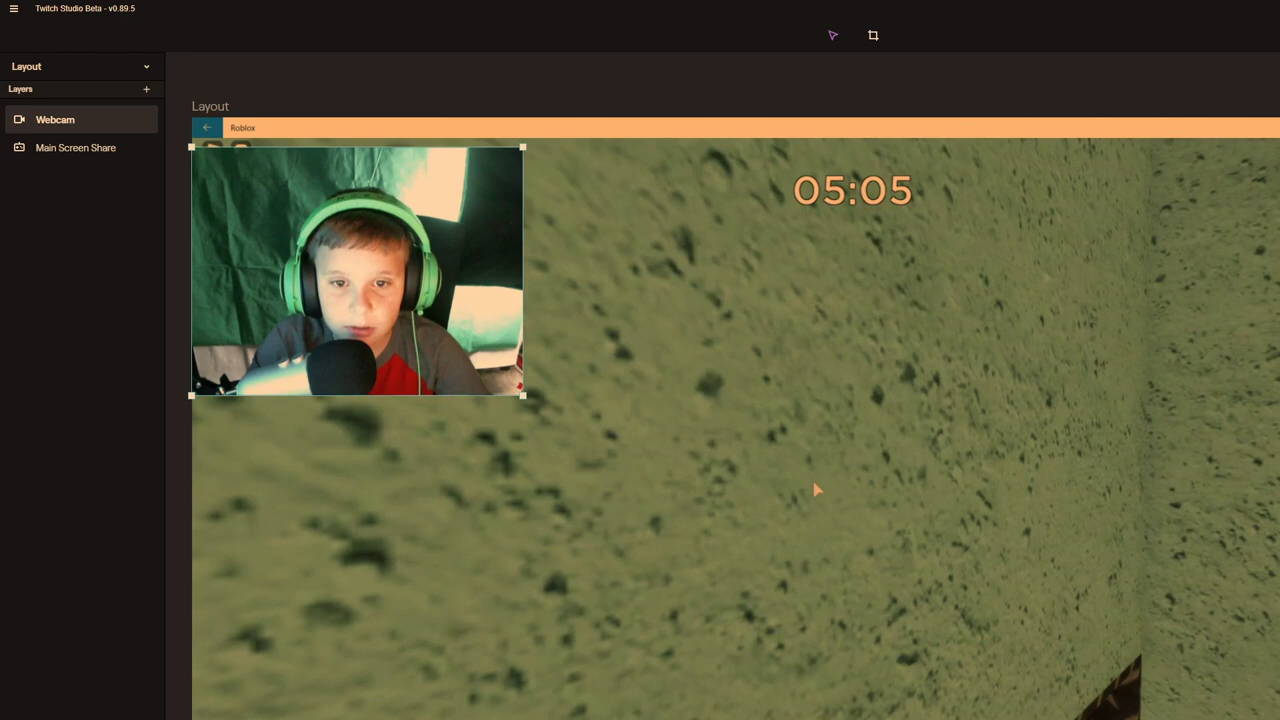 Twitch Studio Beta - v0.89.5
Layout
Layers
Webcam
Main Screen Share
Layout
Roblox
05:05